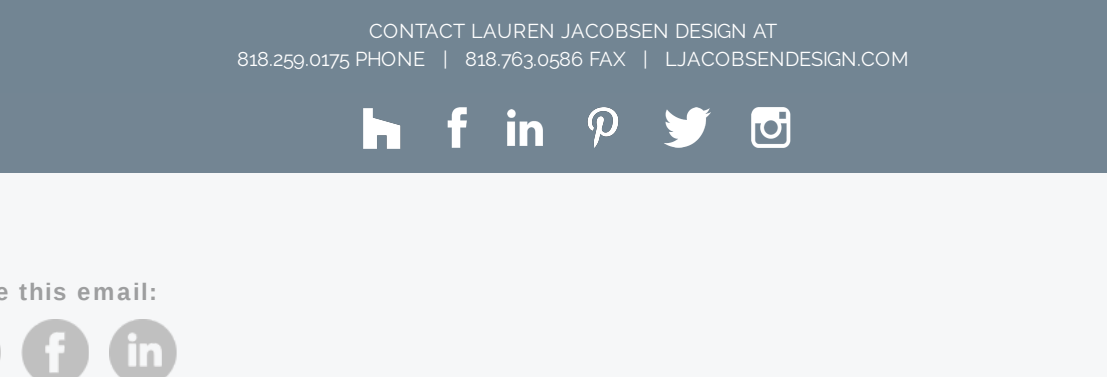 CONTACT LAUREN JACOBSEN DESIGN AT
818.259.0175 PHONE | 818.763.0586 FAX | LJACOBSENDESIGN.COM
e this email: